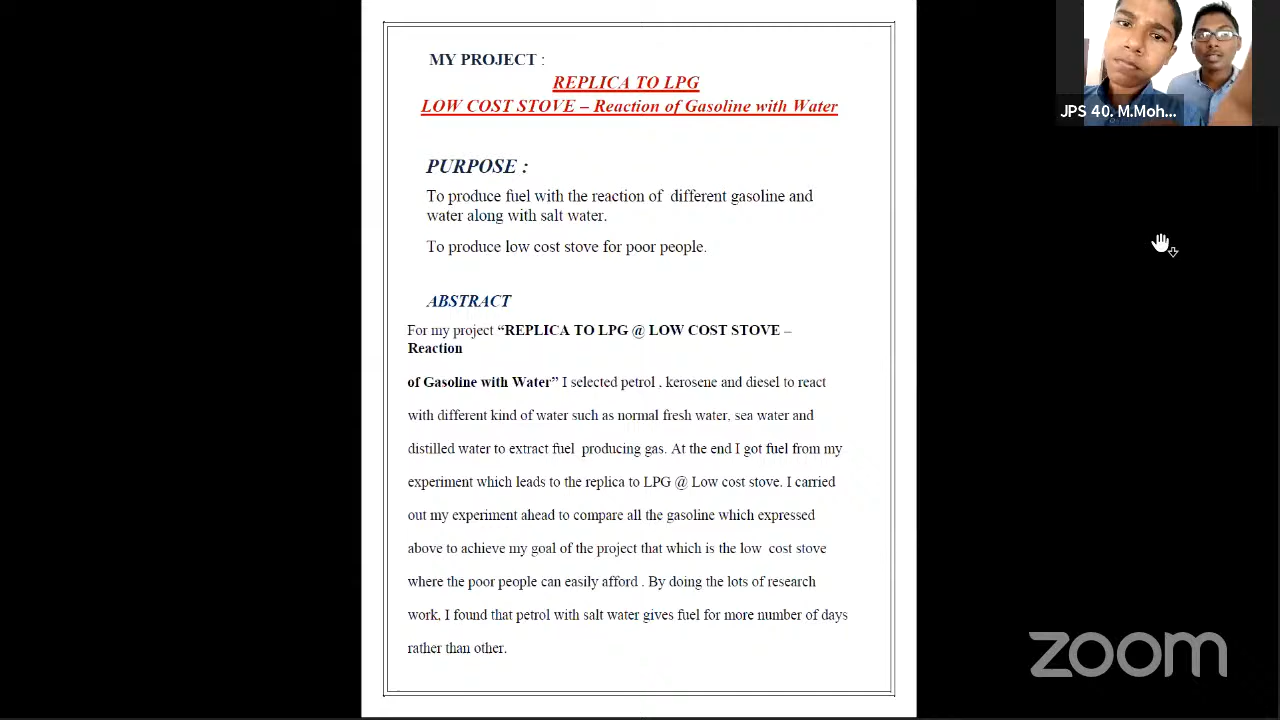 MY PROJECT :
REPLICA TO LPG
LOW COST STOVE – Reaction of Gasoline with Water
PURPOSE :
To produce fuel with the reaction of different gasoline and
water along with salt water.
To produce low cost stove for poor people.
ABSTRACT
For my project “REPLICA TO LPG @ LOW COST STOVE –
Reaction
of Gasoline with Water” I selected petrol , kerosene and diesel to react
with different kind of water such as normal fresh water, sea water and
distilled water to extract fuel producing gas. At the end I got fuel from my
experiment which leads to the replica to LPG @ Low cost stove. I carried
out my experiment ahead to compare all the gasoline which expressed
above to achieve my goal of the project that which is the low cost stove
where the poor people can easily afford . By doing the lots of research
work, I found that petrol with salt water gives fuel for more number of days
rather than other.
JPS 40. M.Moh...
zoom